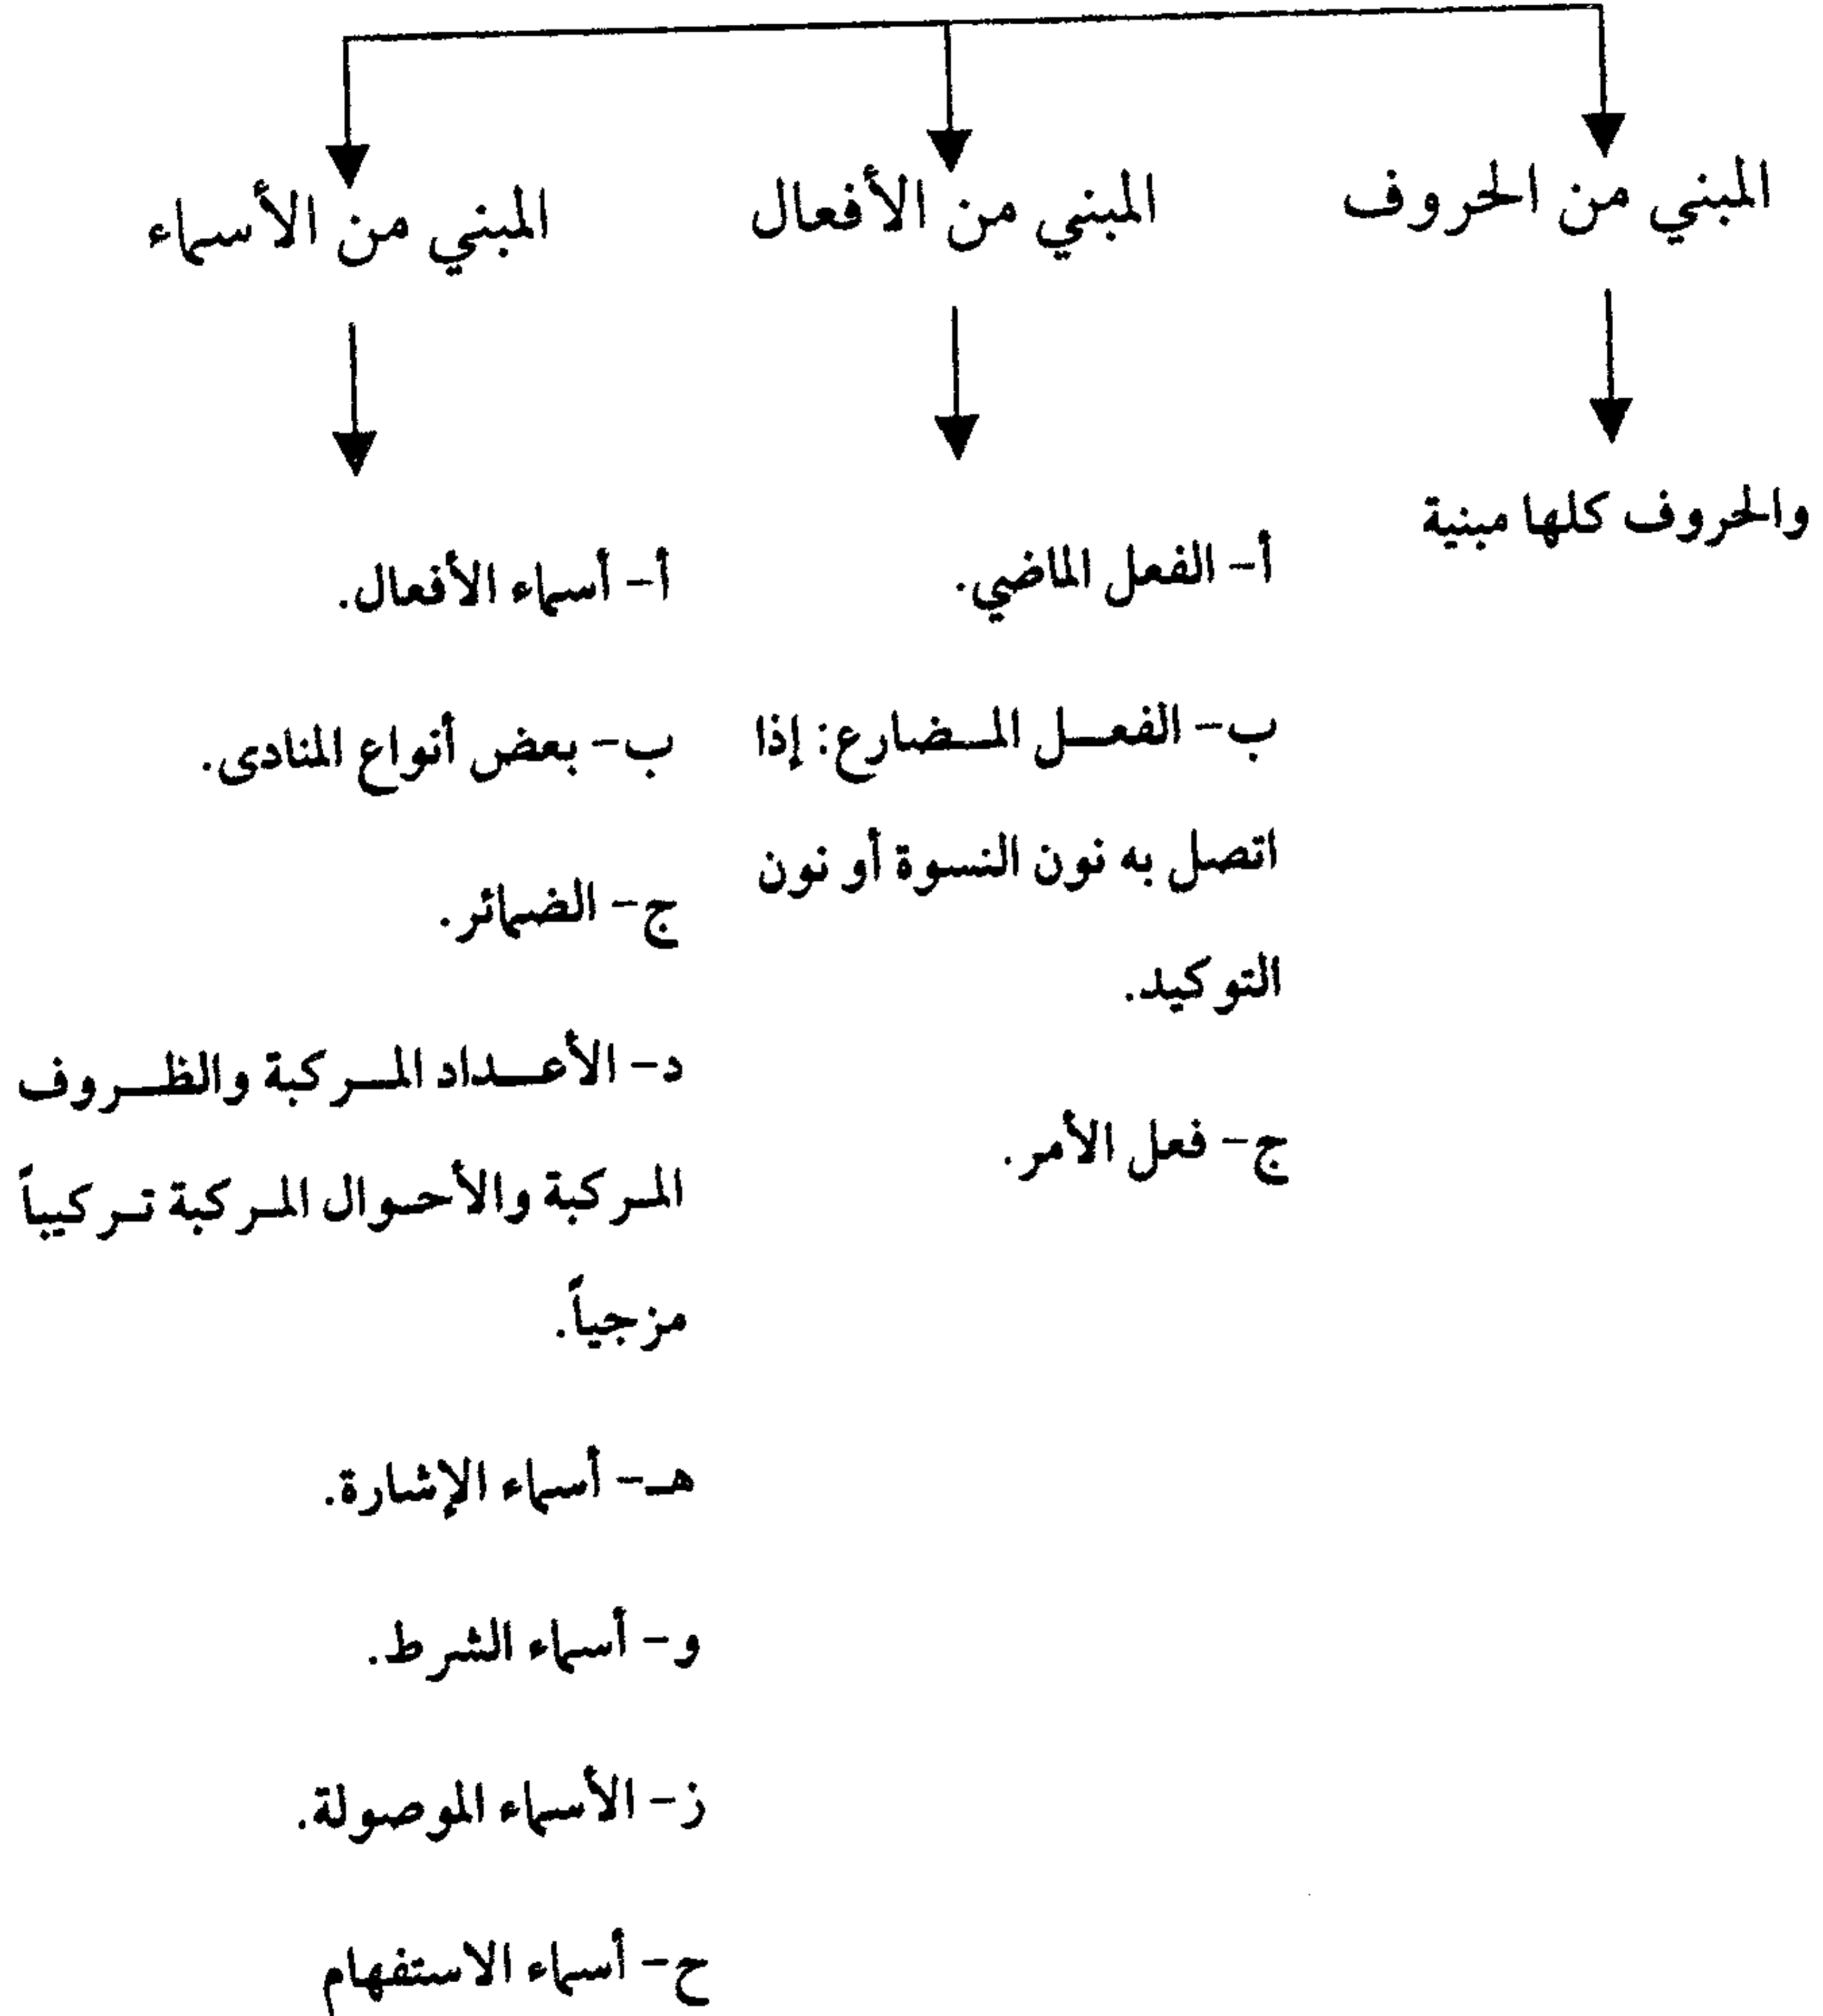 المبني من الحروف
والحروف كلها مبنية
المبني من الأفعال
أ- الفعل الماضي.
ب- الفعل المضارع: إذا
اتصل به نون النسوة أو نون
التوكيد.
ج- فعل الأمر.
المبني من الأسماء
أ- أسماء الأفعال.
ب- بعض أنواع المنادى.
ج- الضمائر.
د- الأعداد المركبة والظروف
المركبة والأحوال المركبة تركيباً
مزجياً.
هـ- أسماء الإشارة.
و- أسماء الشرط.
ز- الأسماء الموصولة.
ح- أسماء الاستفهام